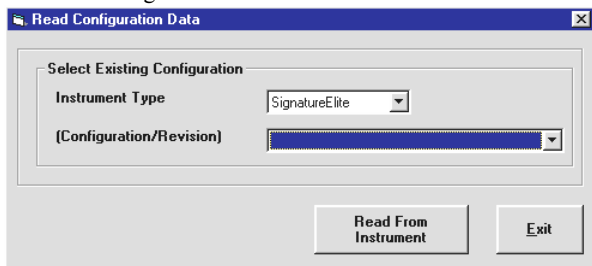 Read Configuration Data
Select Existing Configuration
Instrument Type
SignatureElite
(Configuration/Revision)
Read From
Instrument
Exit